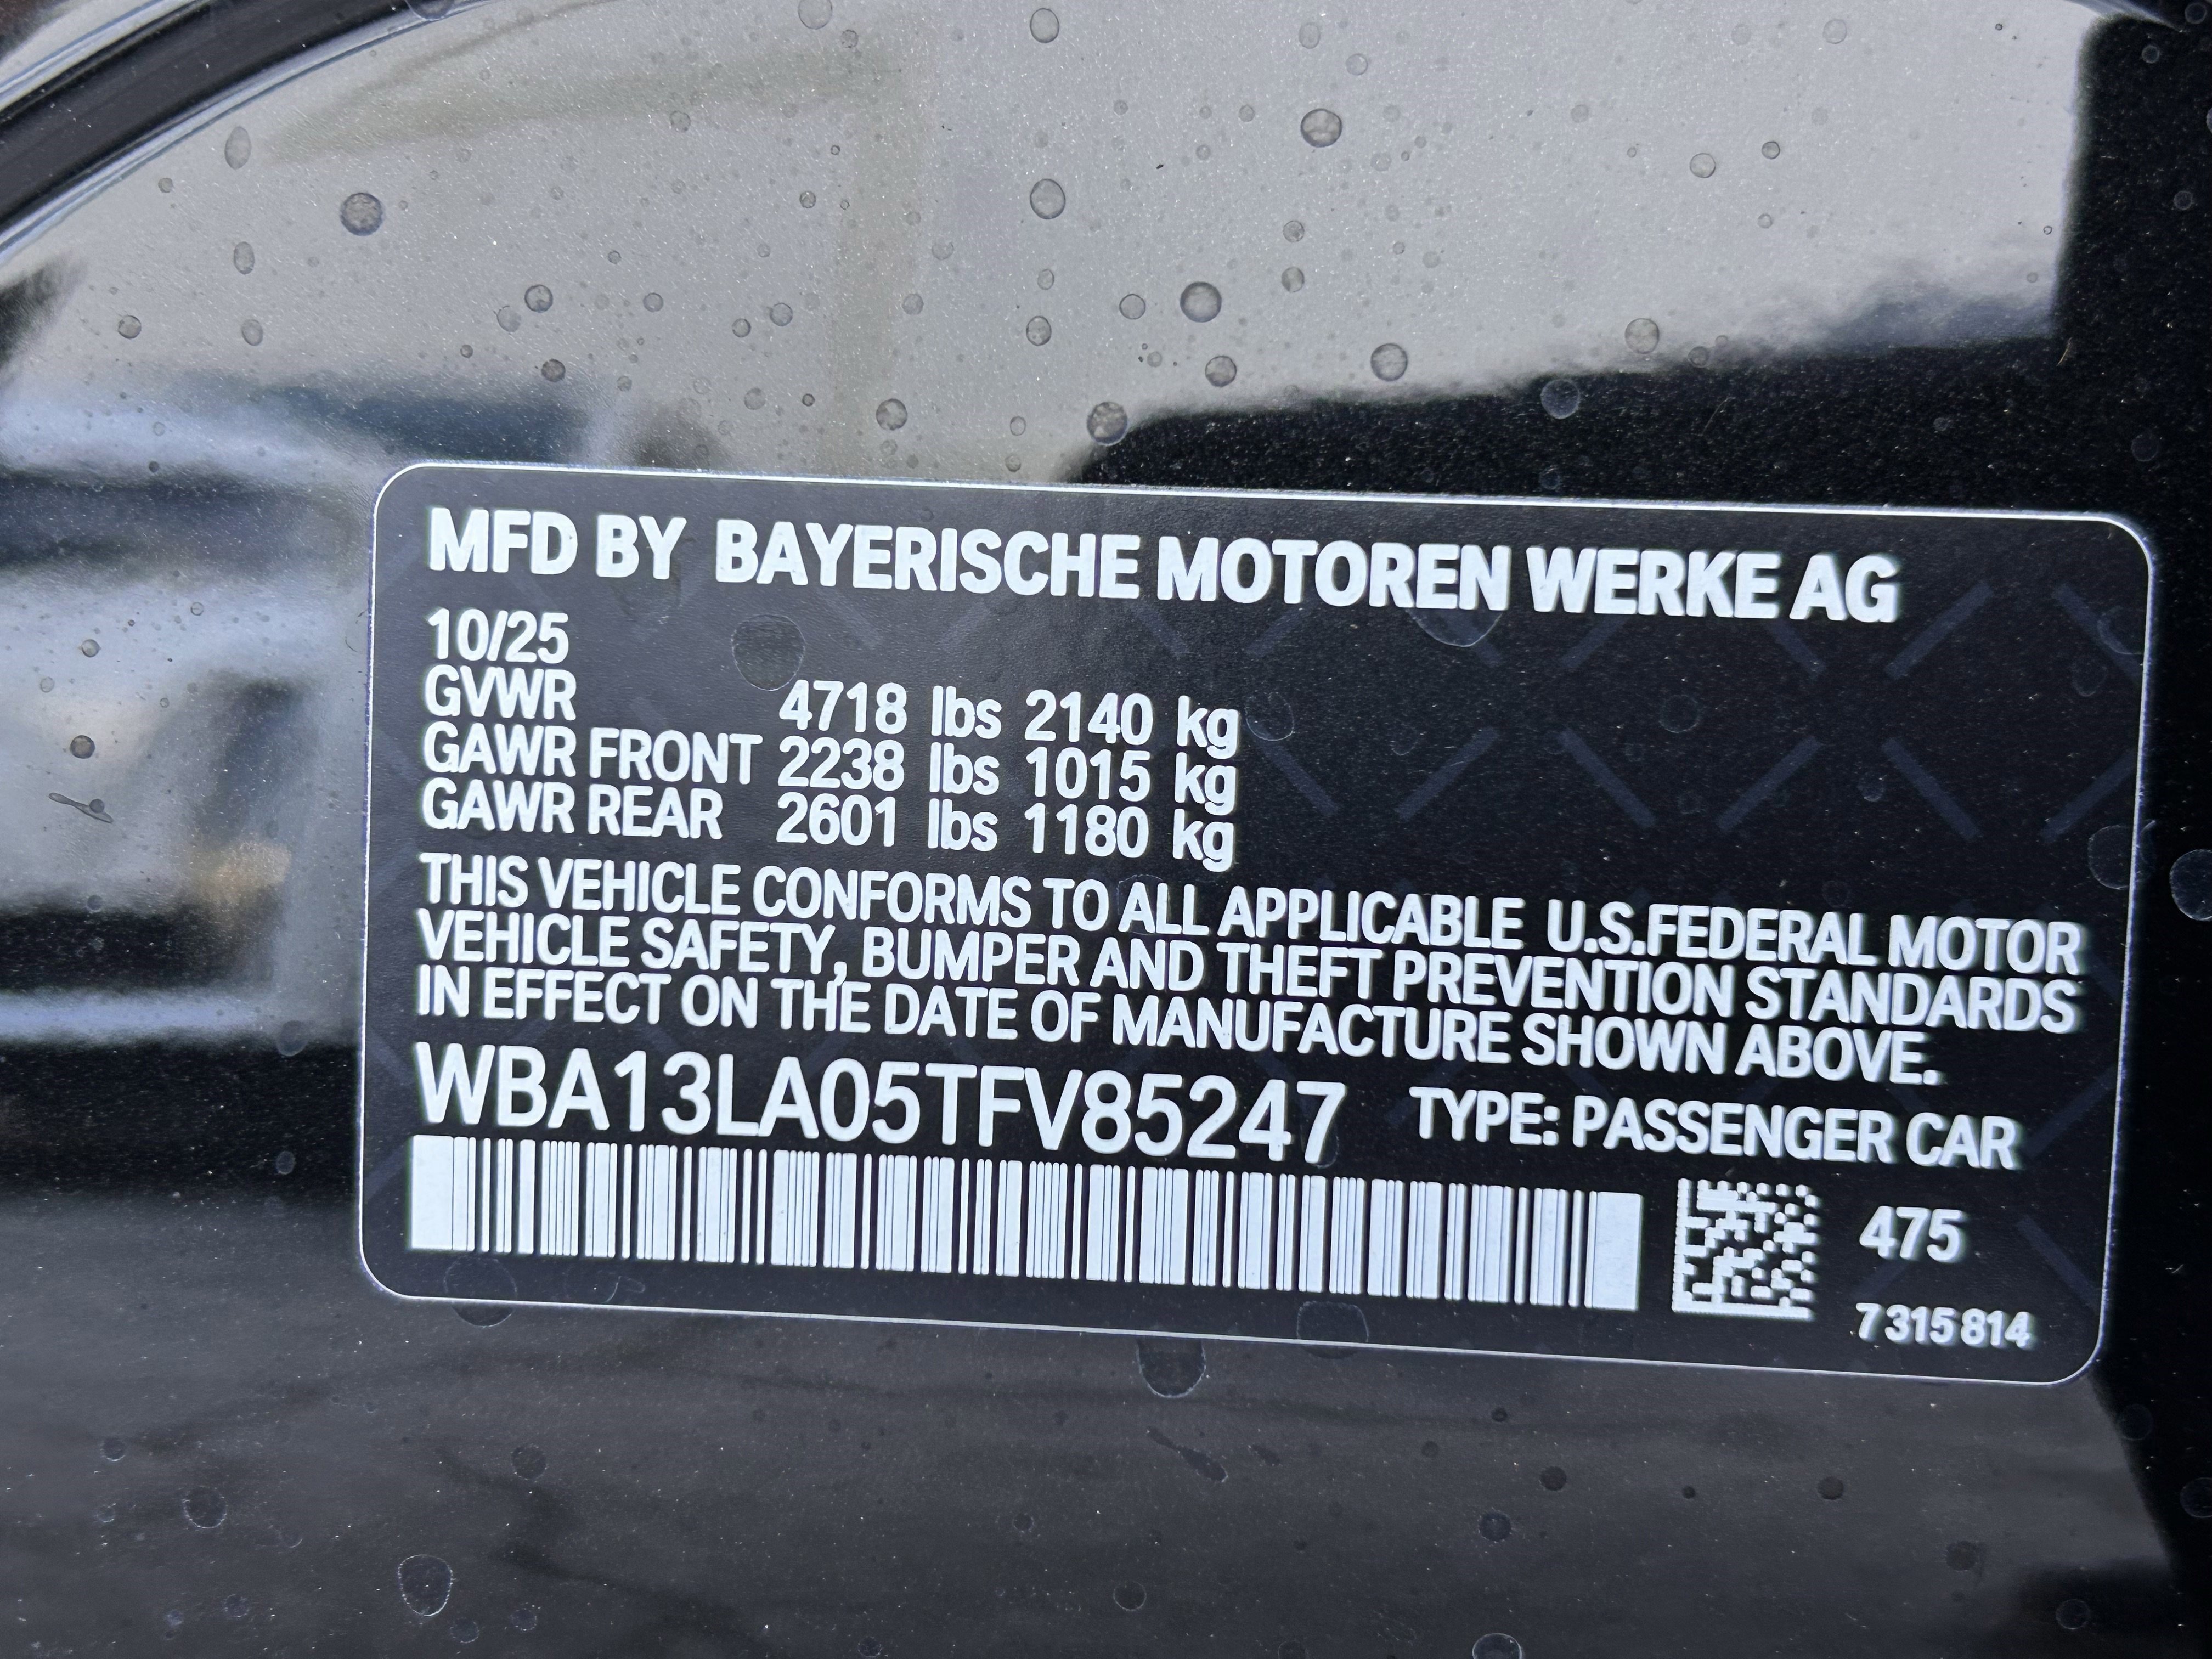 MFD BY BAYERISCHE MOTOREN WERKE AG
10/25
GVWR 4718 lbs 2140 kg
GAWR FRONT 2238 lbs 1015 kg
GAWR REAR 2601 lbs 1180 kg
THIS VEHICLE CONFORMS TO ALL APPLICABLE U.S.FEDERAL MOTOR
VEHICLE SAFETY, BUMPER AND THEFT PREVENTION STANDARDS
IN EFFECT ON THE DATE OF MANUFACTURE SHOWN ABOVE.
WBA13LA05TFV85247 TYPE: PASSENGER CAR
475
7 315 814